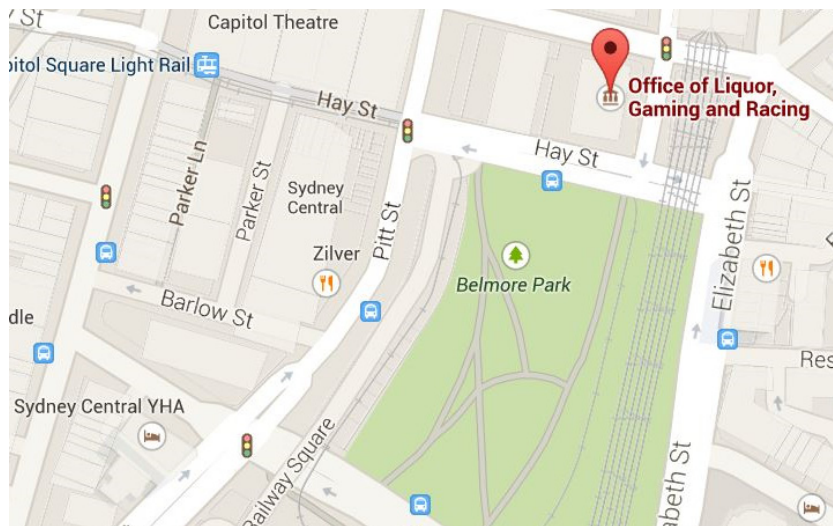 y St
Capitol Theatre
pitol Square Light Rail
Office of Liquor,
Gaming and Racing
Hay St
Hay St
Parker Ln
Parker St
Sydney
Central
Pitt St
Zilver
Belmore Park
Elizabeth St
Barlow St
dle
Res
Sydney Central YHA
Railway Square
zabeth St